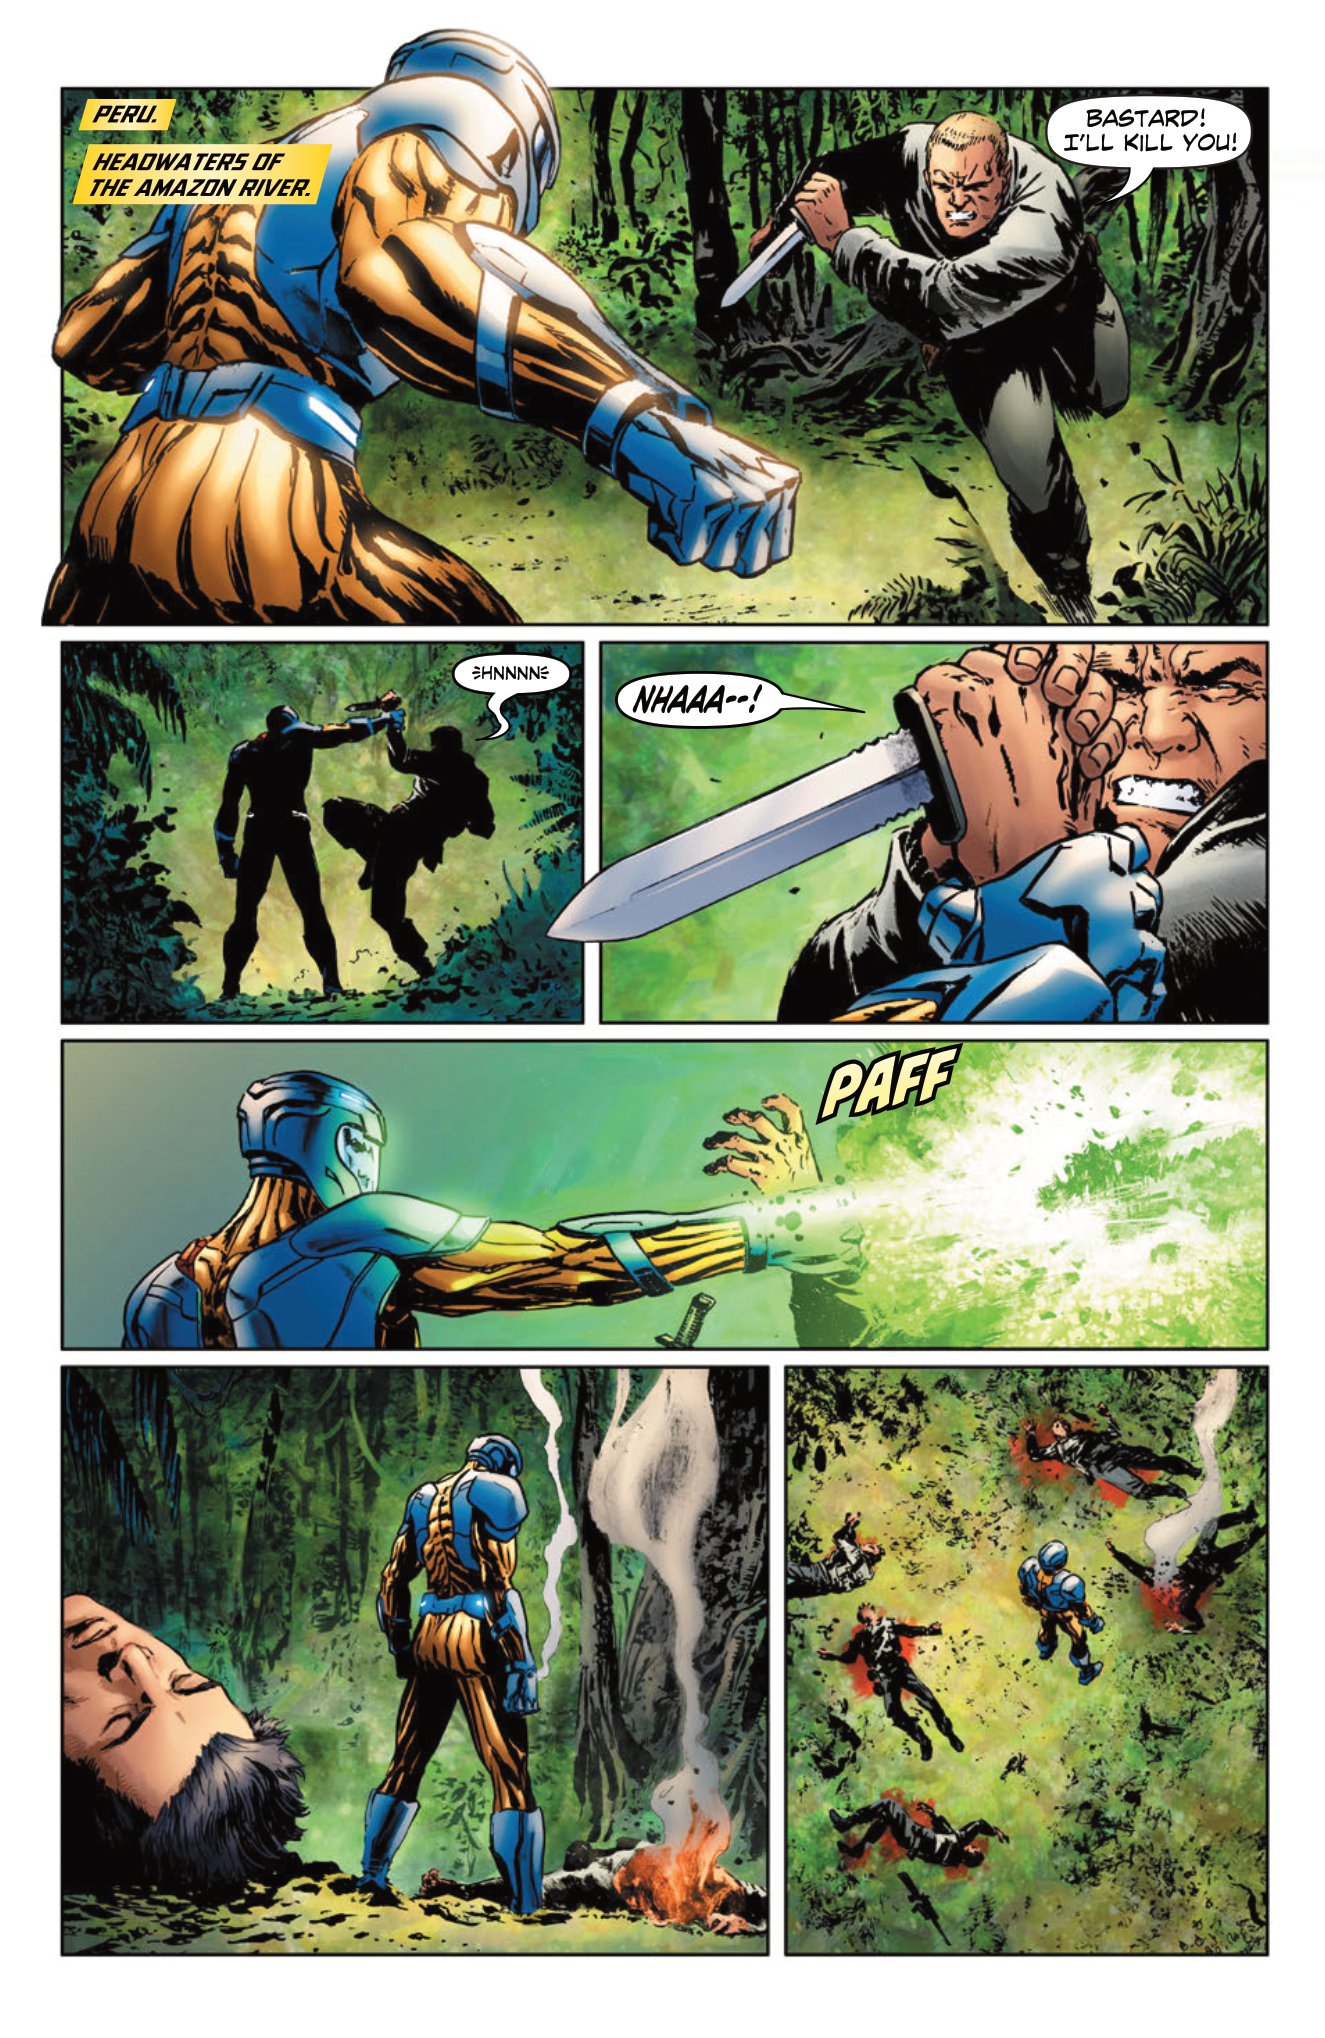 PERU.
HEADWATERS OF
THE AMAZON RIVER.
BASTARD!
I'LL KILL YOU!
HNNNN
NHAAA--!
PAFF